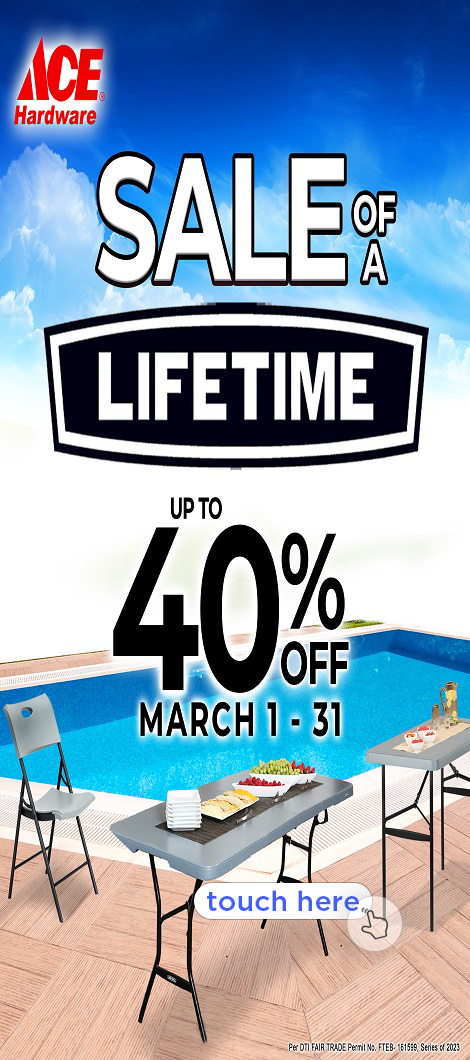 ACE
Hardware
SALE OF A
LIFETIME
UP TO
40% OFF
MARCH 1 - 31
touch here
Per DTI FAIR TRADE Permit No. FTEB- 161599, Series of 2023